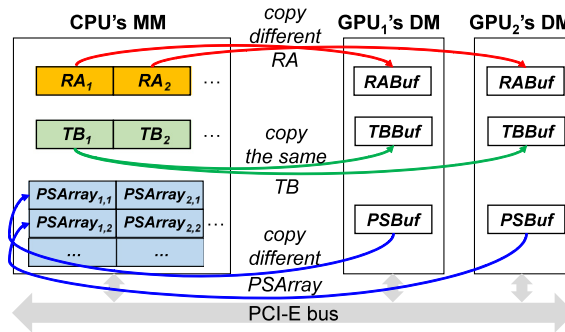 CPU's MM
copy
different
RA
GPU1's DM
GPU2's DM
RA1 RA2 ...
RABuf
RABuf
TB1 TB2 ...
copy
the same
TB
TBBuf
TBBuf
PSArray1,1 PSArray2,1
PSArray1,2 PSArray2,2 ...
... ...
copy
different
PSArray
PSBuf
PSBuf
PCI-E bus